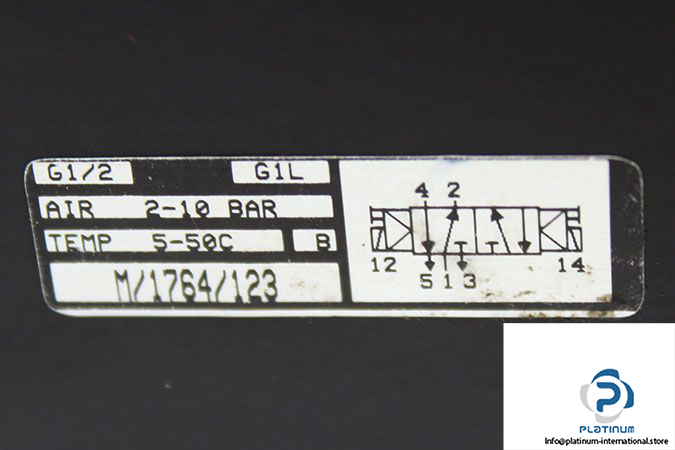 G1/2 G1L
AIR 2-10 BAR
TEMP 5-50C B
M/1764/123
4 2
12 14
5 1 3
PLATINUM
Info@platinum-international.store